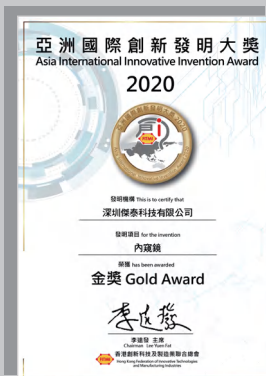 亞洲國際創新發明大獎
Asia International Innovative Invention Award
2020
發明機構 This is to certify that
深圳傑泰科技有限公司
發明項目 for the invention
內窺鏡
榮獲 has been awarded
金獎 Gold Award
李遠發 主席
Chairman Lee Yuen Fat
香港創新科技及製造業聯合總會
Hong Kong Federation of Innovative Technologies
and Manufacturing Industries